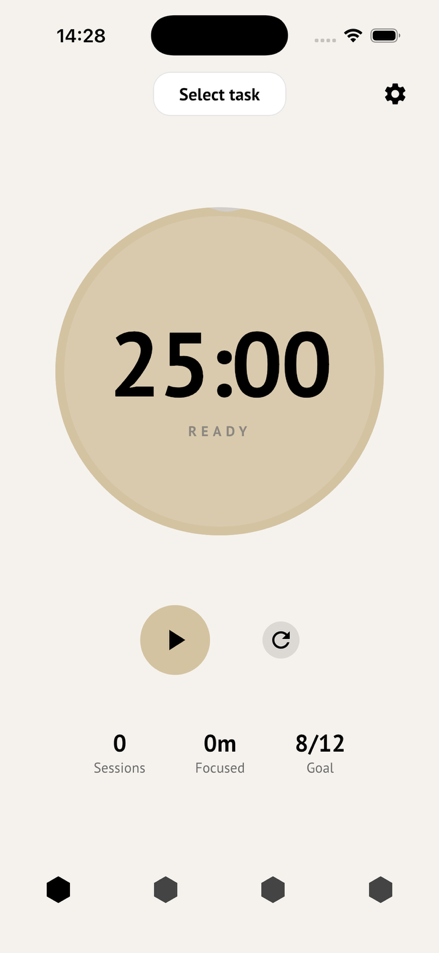 14:28
Select task
25:00
READY
0 0m 8/12
Sessions Focused Goal